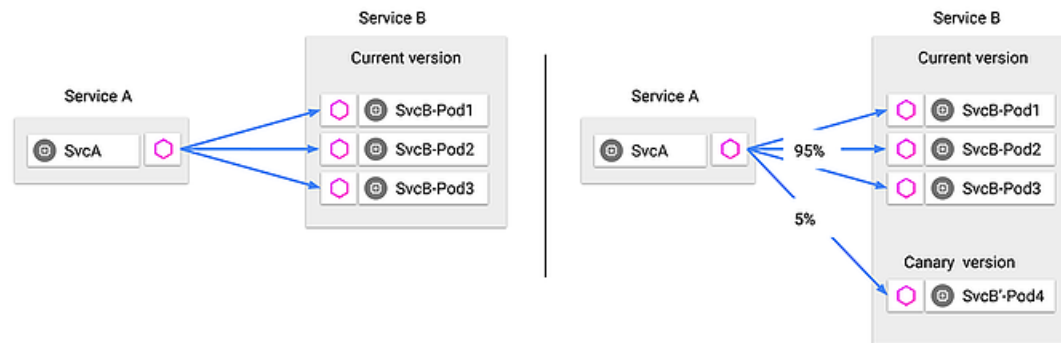 Service B
Current version
Service A
SvcA
SvcB-Pod1
SvcB-Pod2
SvcB-Pod3
Service B
Current version
Service A
SvcA
95%
5%
SvcB-Pod1
SvcB-Pod2
SvcB-Pod3
Canary version
SvcB'-Pod4